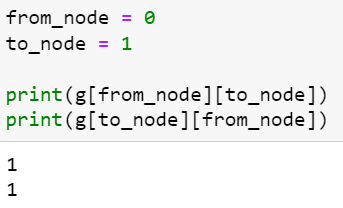 from_node = 0
to_node = 1
print(g[from_node][to_node])
print(g[to_node][from_node])
1
1